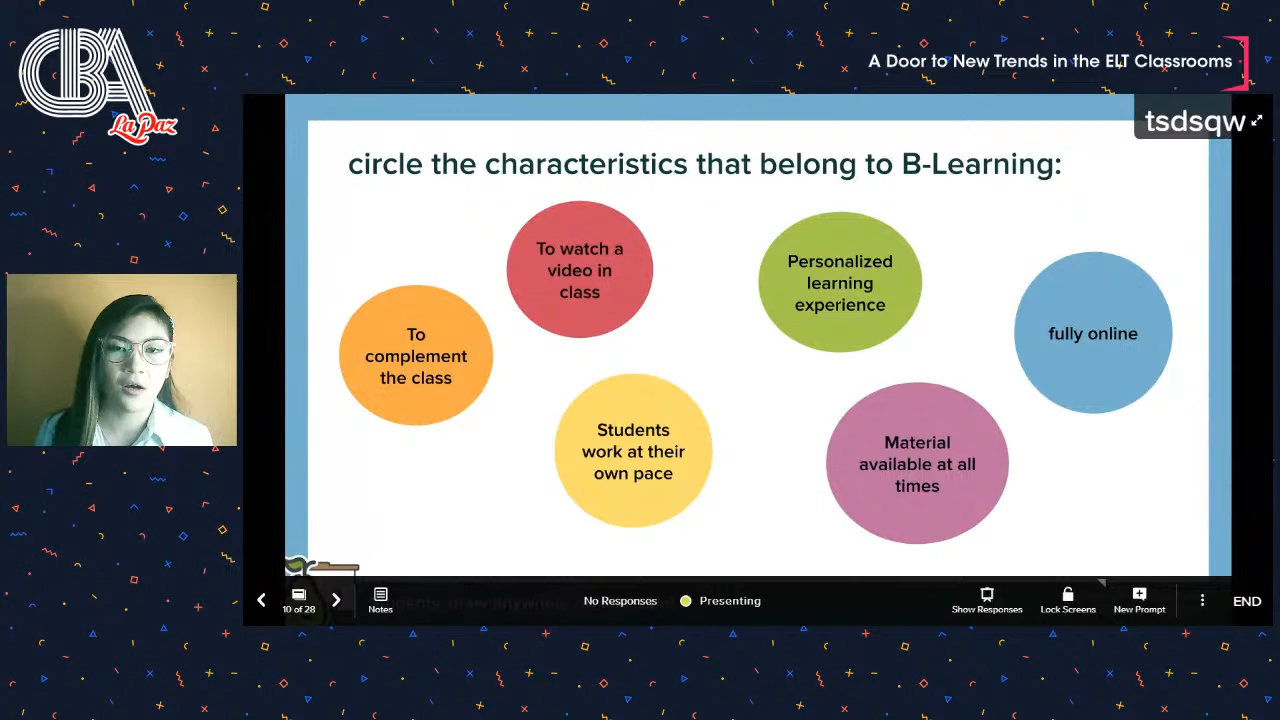 CBA
La Paz
A Door to New Trends in the ELT Classrooms
tsdsqw
circle the characteristics that belong to B-Learning:
To watch a
video in
class
Personalized
learning
experience
To
complement
the class
fully online
Students
work at their
own pace
Material
available at all
times
10 of 28
Notes
No Responses
Presenting
Show Responses
Lock Screens
New Prompt
END